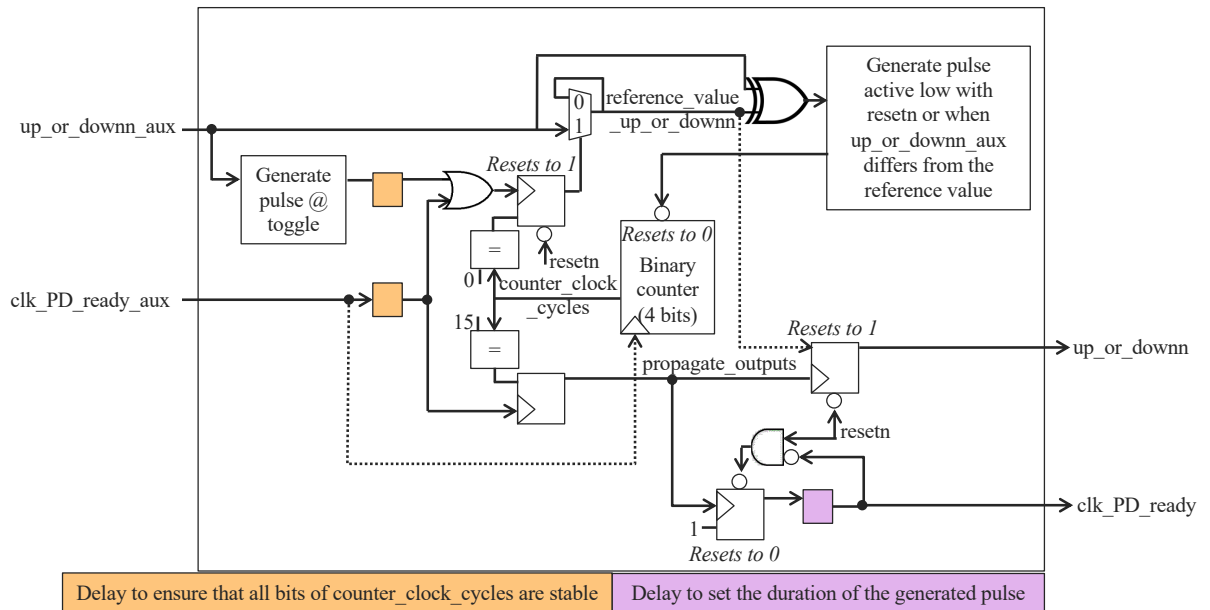 Generate pulse
active low with
resetn or when
up_or_downn_aux
differs from the
reference value
reference_value
_up_or_downn
0
1
up_or_downn_aux
Generate
pulse @
toggle
Resets to 1
=
0
resetn
Resets to 0
Binary
counter
(4 bits)
counter_clock
_cycles
clk_PD_ready_aux
15
=
Resets to 1
up_or_downn
propagate_outputs
resetn
1
Resets to 0
clk_PD_ready
Delay to ensure that all bits of counter_clock_cycles are stable
Delay to set the duration of the generated pulse